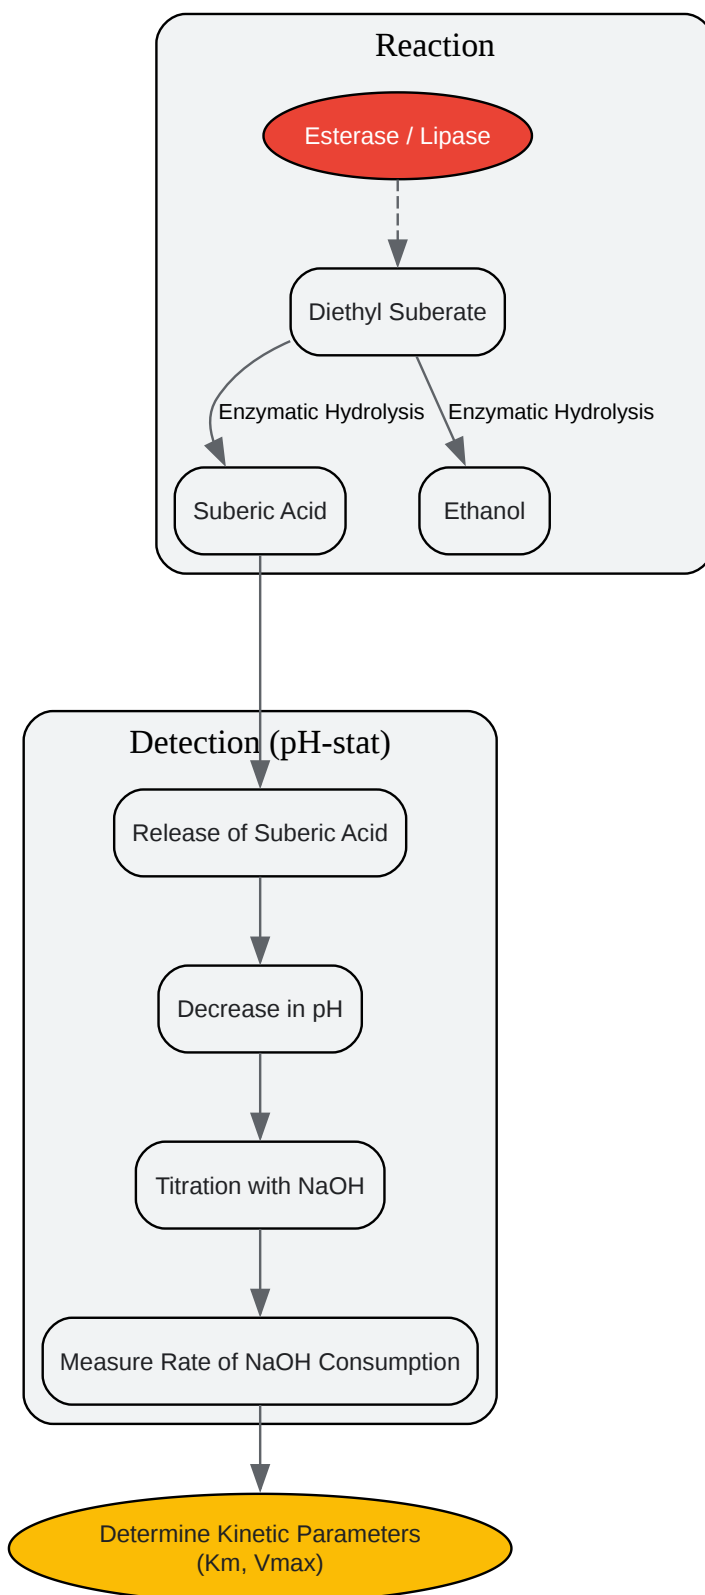 Reaction
Esterase / Lipase
Diethyl Suberate
Enzymatic Hydrolysis
Enzymatic Hydrolysis
Suberic Acid
Ethanol
Detection (pH-stat)
Release of Suberic Acid
Decrease in pH
Titration with NaOH
Measure Rate of NaOH Consumption
Determine Kinetic Parameters
(Km, Vmax)